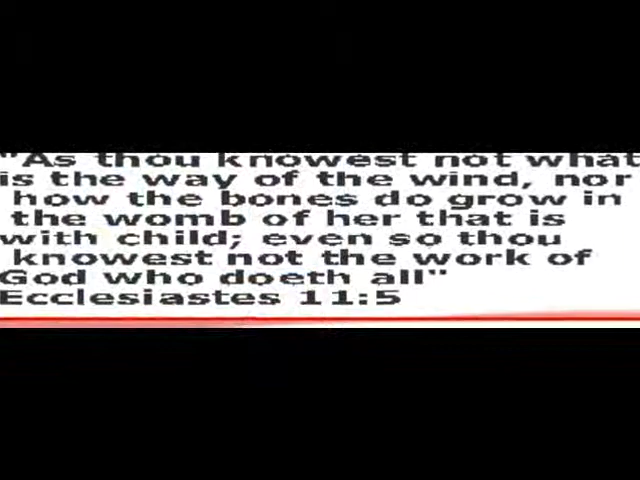 "As thou knowest not what
is the way of the wind, nor
how the bones do grow in
the womb of her that is
with child; even so thou
knowest not the work of
God who doeth all"
Ecclesiastes 11:5